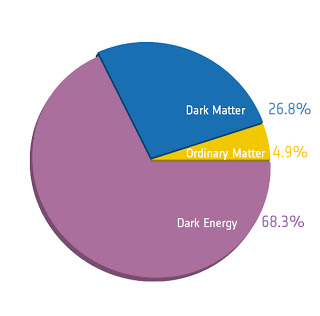 Dark Matter 26.8%
Ordinary Matter 4.9%
Dark Energy 68.3%